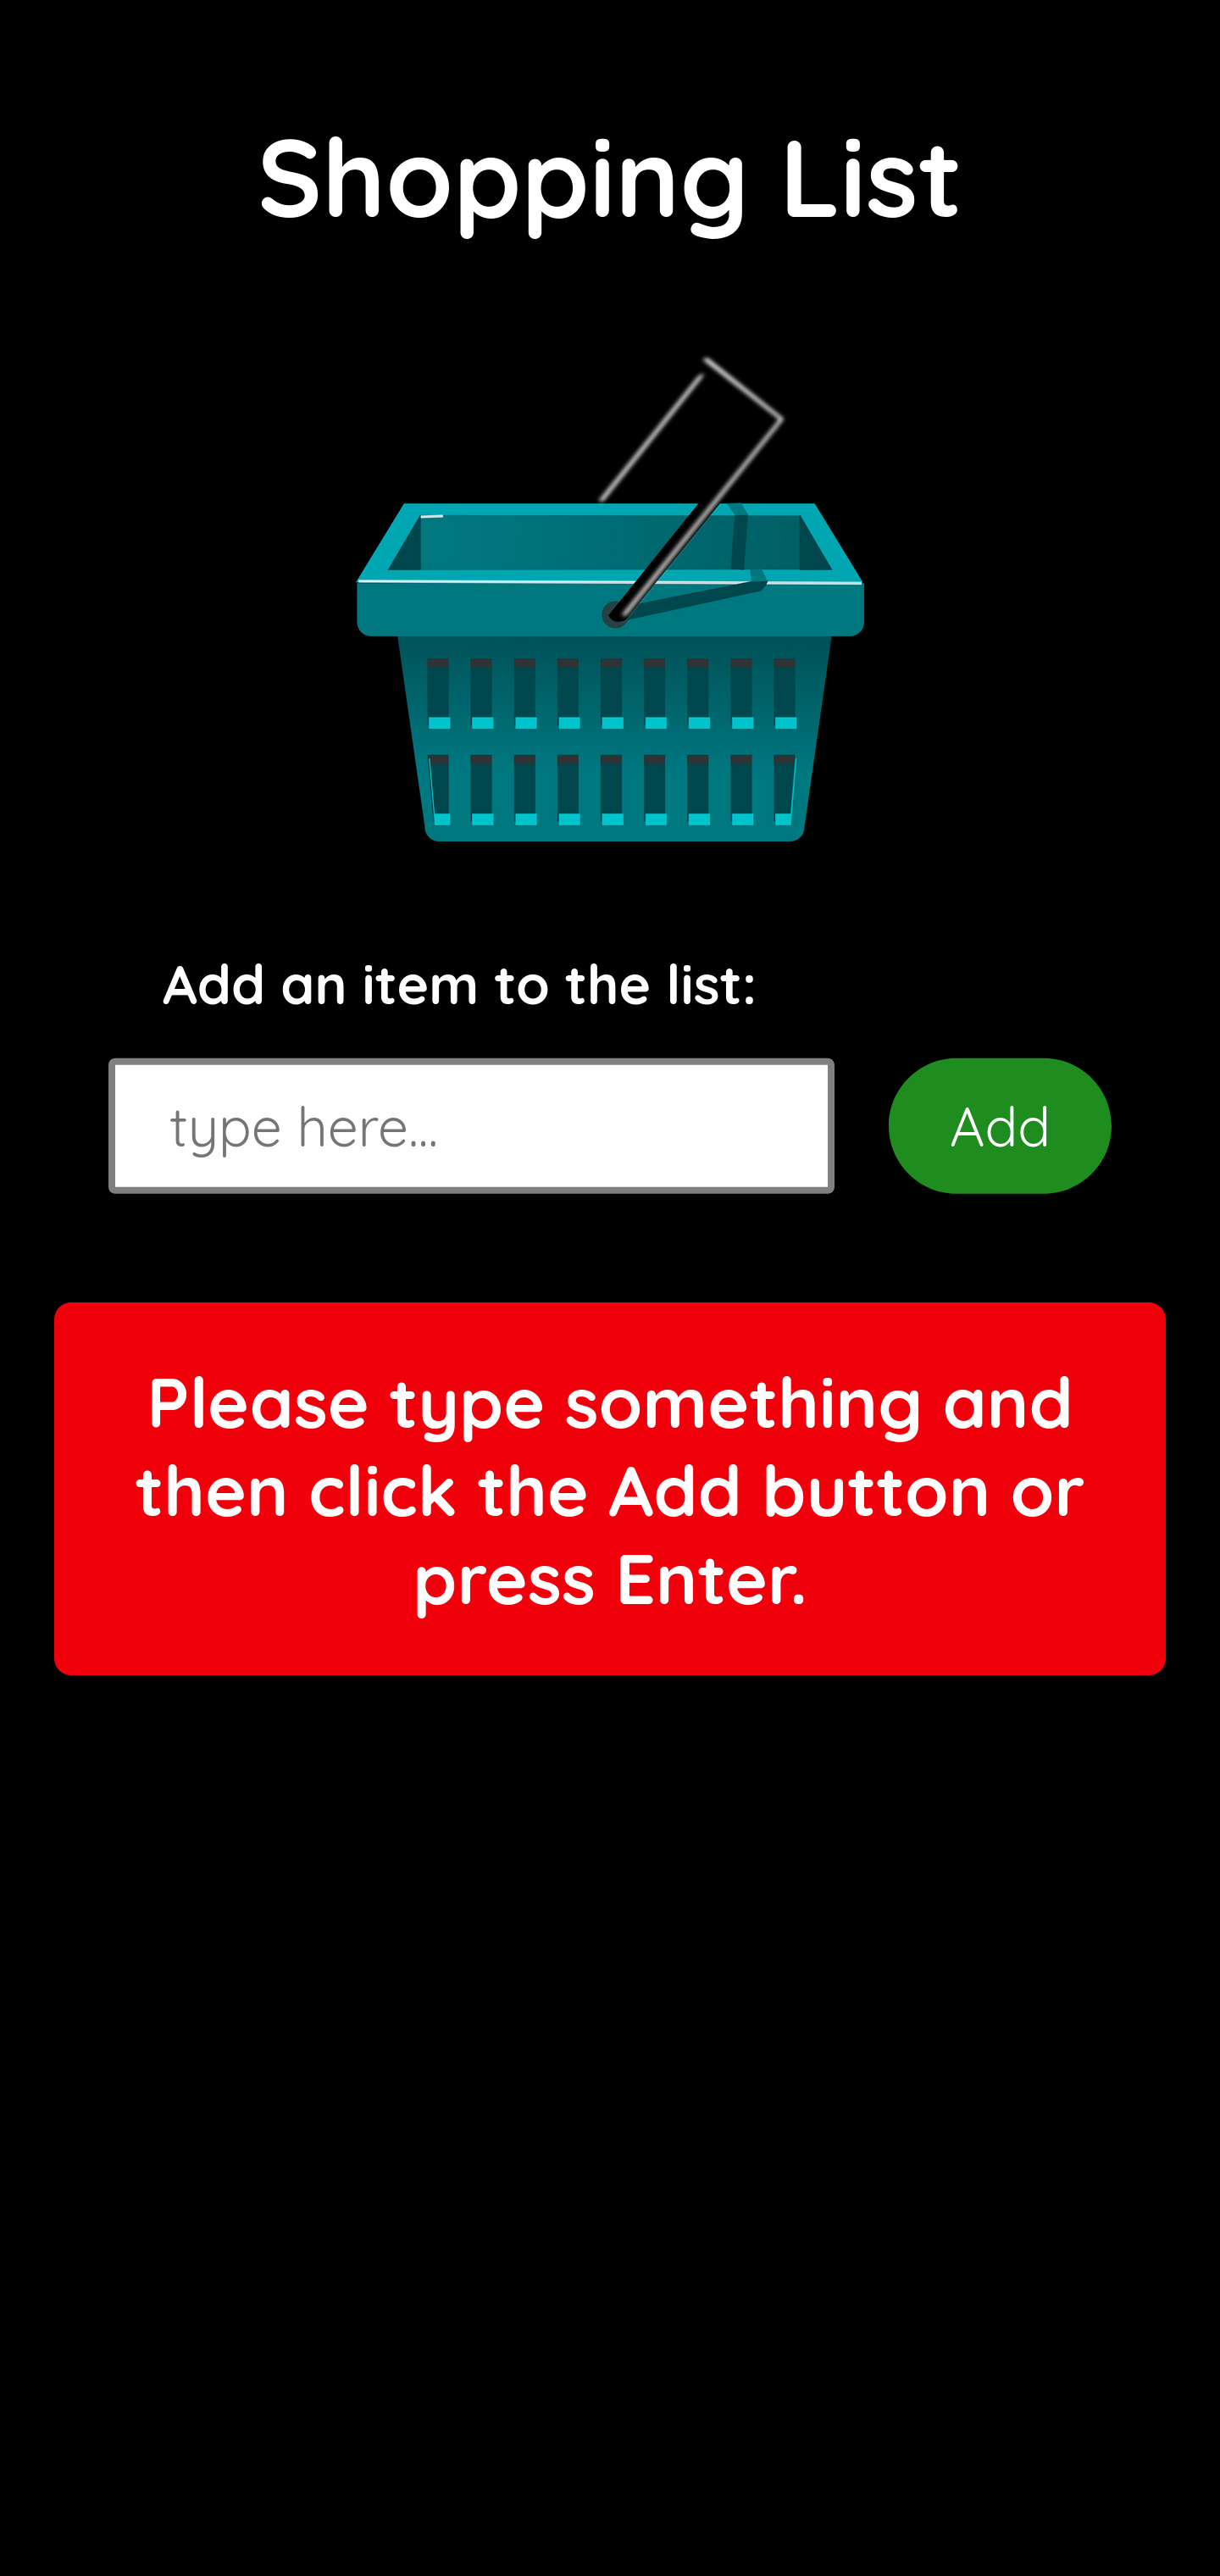 Shopping List
Add an item to the list:
type here...
Add
Please type something and
then click the Add button or
press Enter.